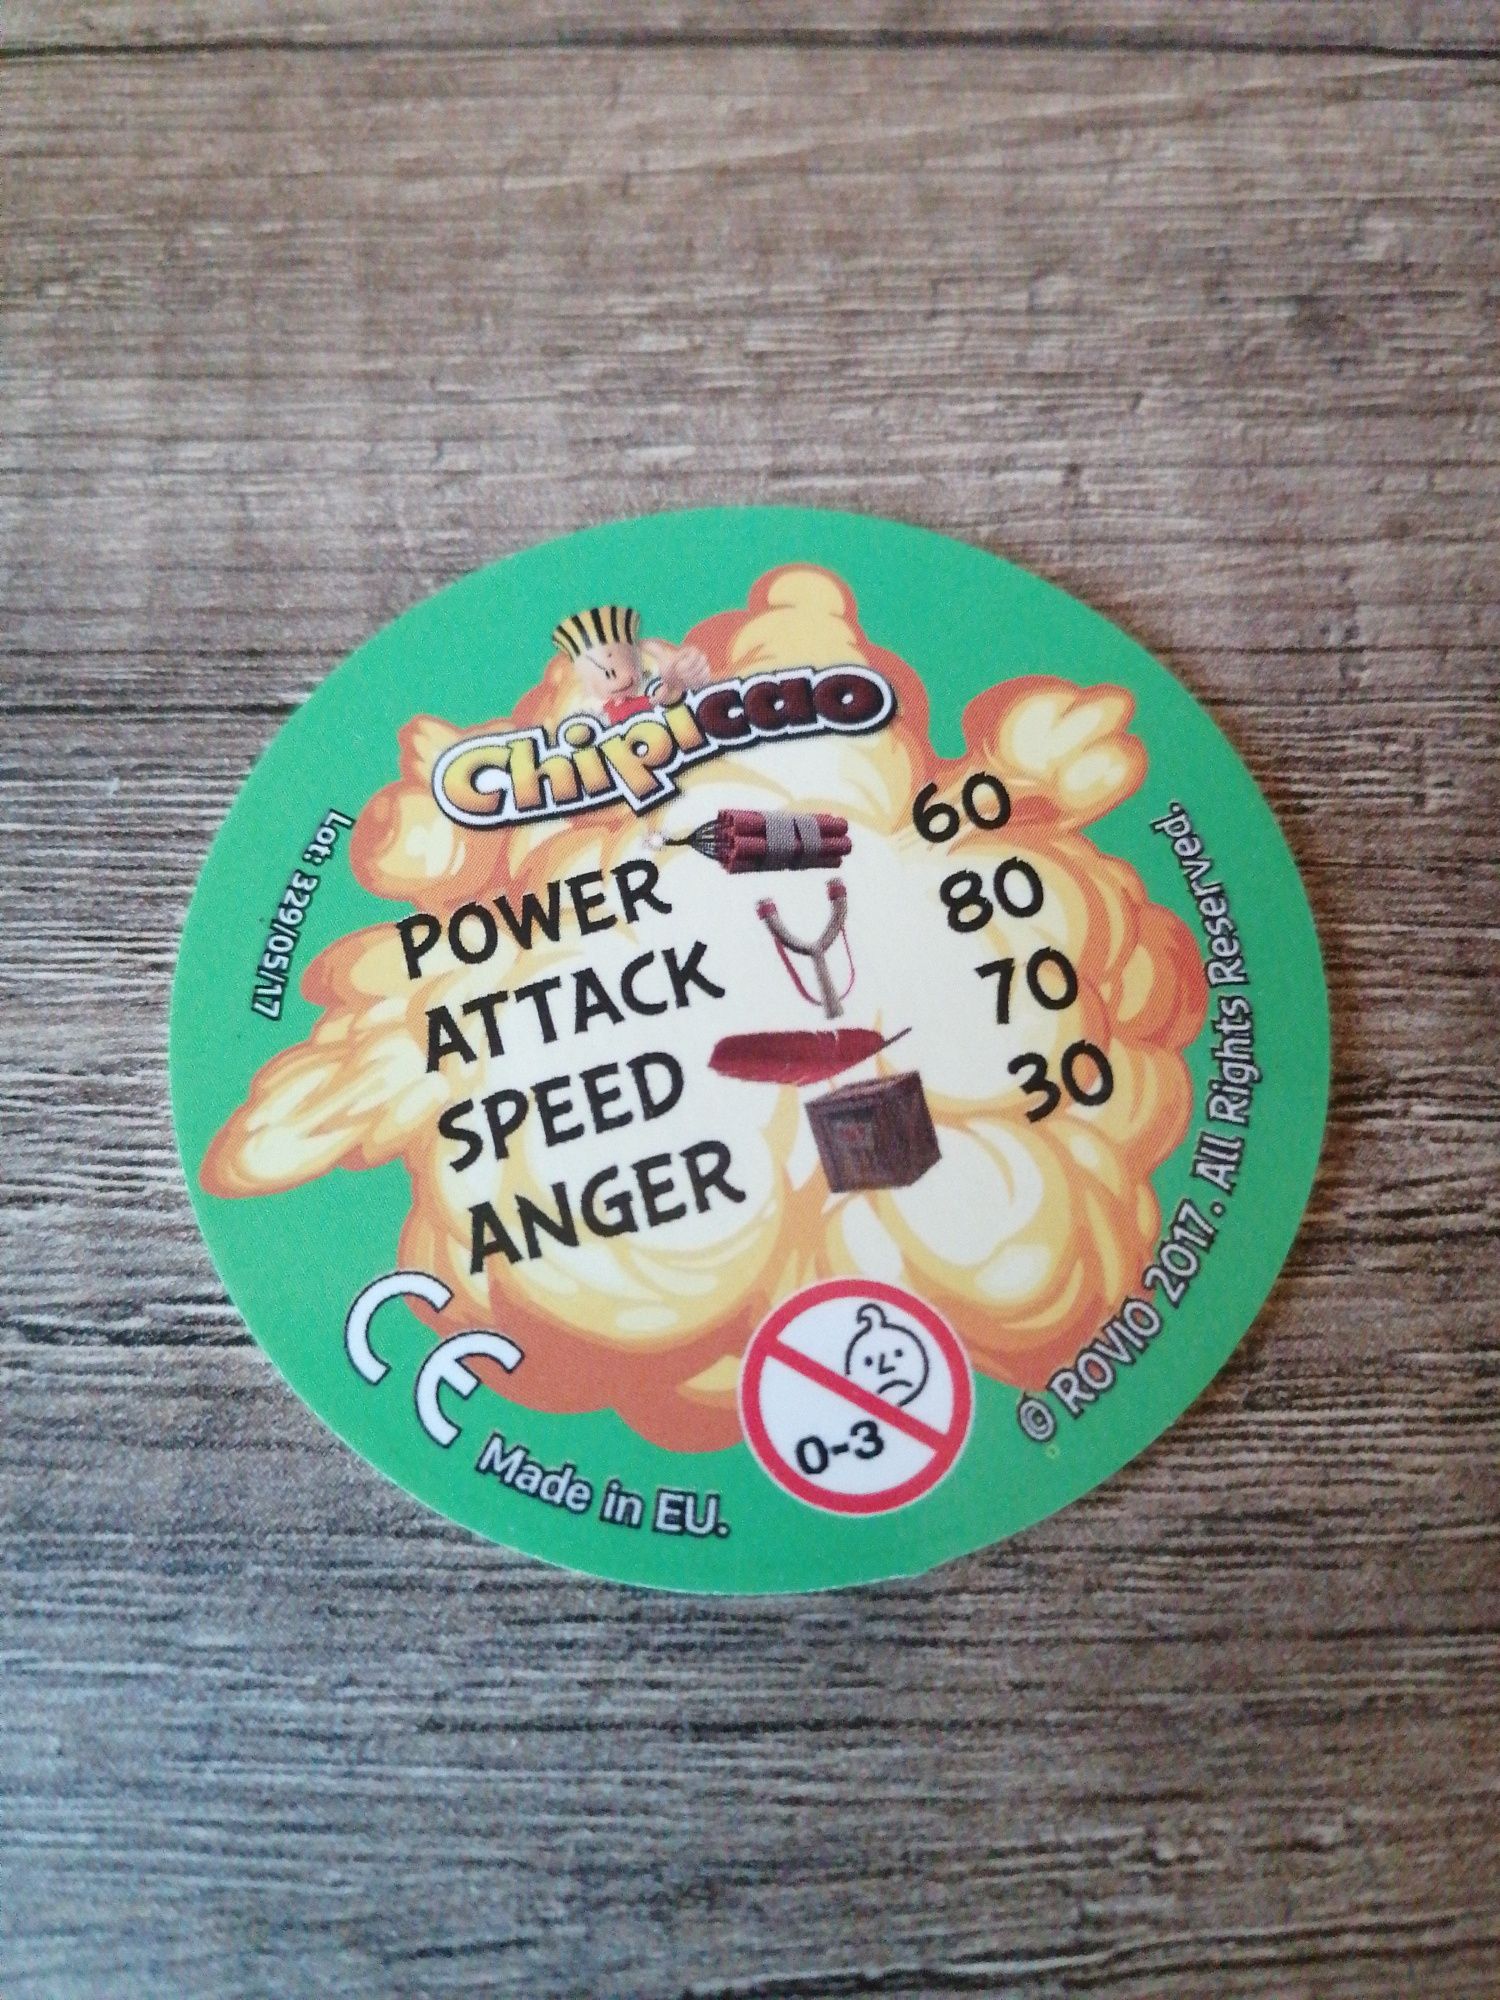 Chipicao
POWER 60
ATTACK 80
SPEED 70
ANGER 30
Lot: 329/05/17
CE
Made in EU.
0-3
© ROVIO 2017. All Rights Reserved.